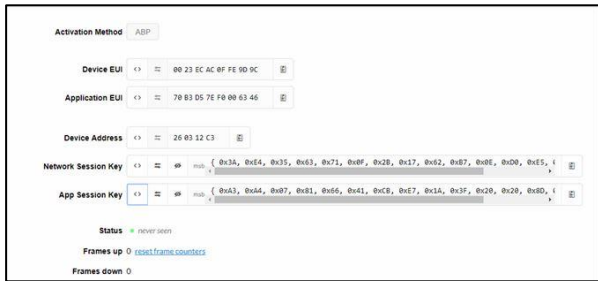 Activation Method ABP
Device EUI <> 00 23 EC AC 0F FE 9D 9C
Application EUI <> 70 B3 D5 7E F0 00 63 46
Device Address <> 26 03 12 C3
Network Session Key <> msb { 0x3A, 0xE4, 0x35, 0x63, 0x71, 0x0F, 0x2B, 0x17, 0x62, 0xB7, 0x0E, 0xD0, 0xE5,
App Session Key <> msb { 0xA3, 0xA4, 0x07, 0x81, 0x66, 0x41, 0xCB, 0xE7, 0x1A, 0x3F, 0x20, 0x20, 0x8D,
Status never seen
Frames up 0 reset frame counters
Frames down 0